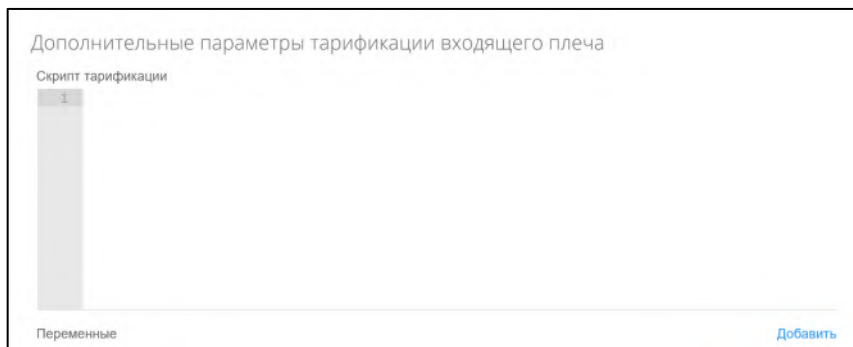 Дополнительные параметры тарификации входящего плеча
Скрипт тарификации
1
Переменные
Добавить